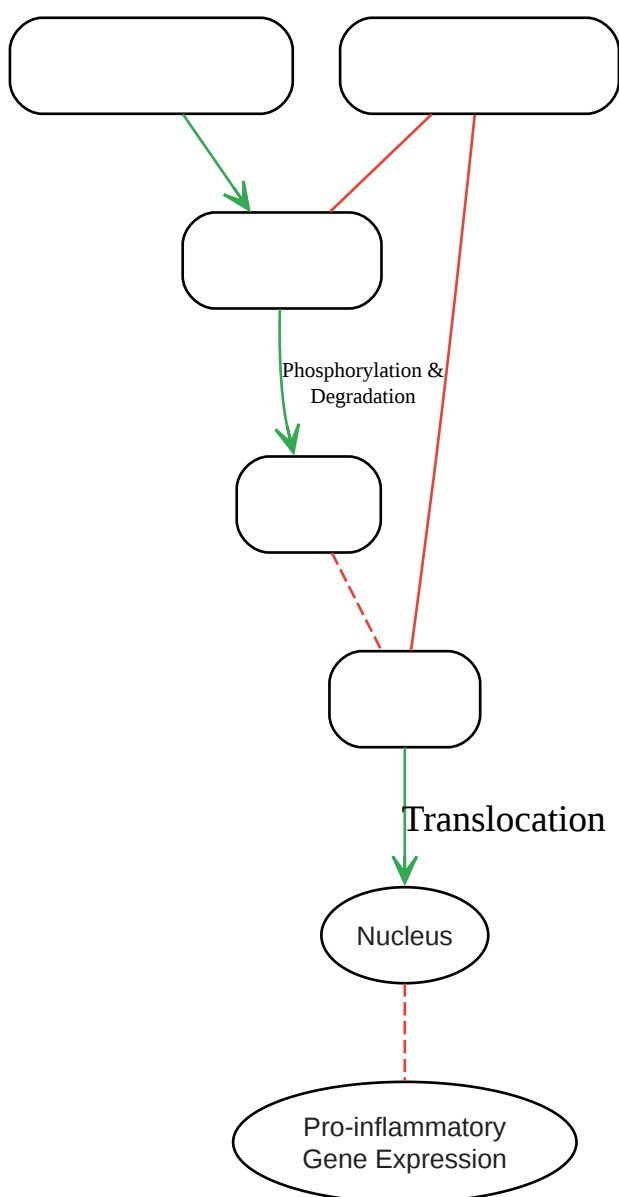 Phosphorylation &
Degradation
Translocation
Nucleus
Pro-inflammatory
Gene Expression